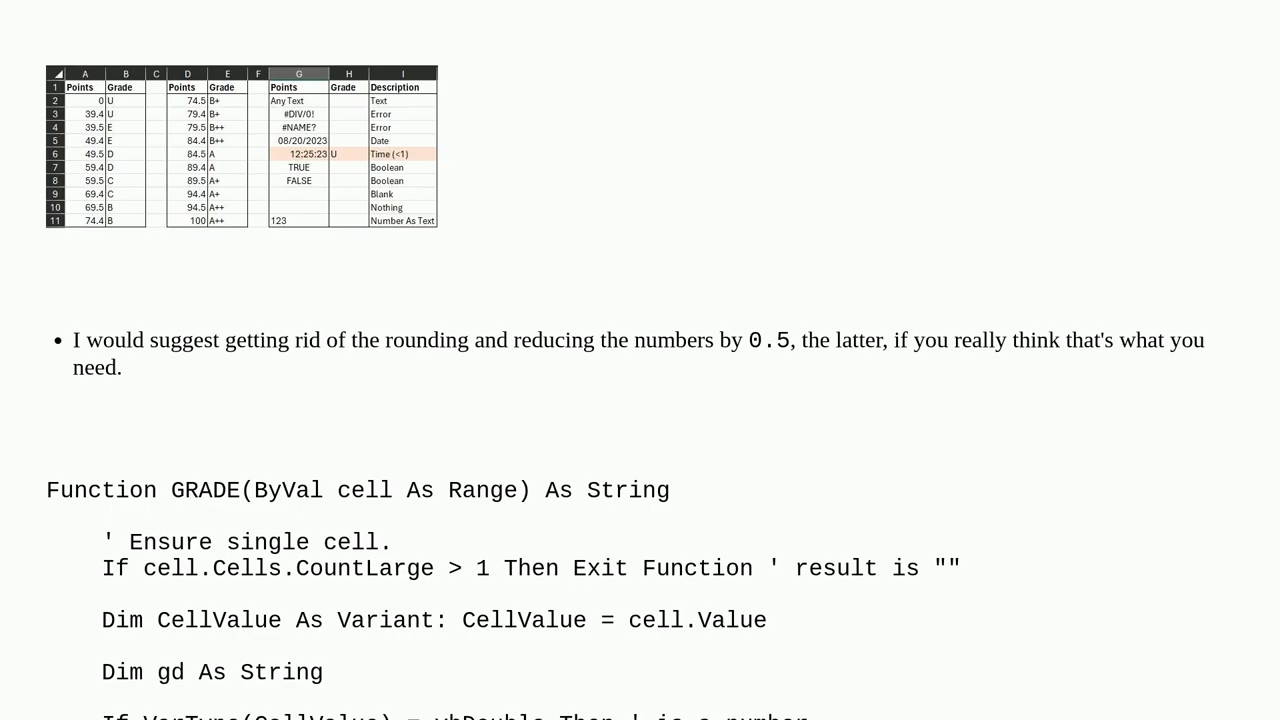 A B C D E F G H I
1 Points Grade Points Grade Points Grade Description
2 0 U 74.5 B+ Any Text Text
3 39.4 U 79.4 B+ #DIV/0! Error
4 39.5 E 79.5 B++ #NAME? Error
5 49.4 E 84.4 B++ 08/20/2023 Date
6 49.5 D 84.5 A 12:25:23 U Time (<1)
7 59.4 D 89.4 A TRUE Boolean
8 59.5 C 89.5 A+ FALSE Boolean
9 69.4 C 94.4 A+ Blank
10 69.5 B 94.5 A++ Nothing
11 74.4 B 100 A++ 123 Number As Text
• I would suggest getting rid of the rounding and reducing the numbers by 0.5, the latter, if you really think that's what you
need.
Function GRADE(ByVal cell As Range) As String
' Ensure single cell.
If cell.Cells.CountLarge > 1 Then Exit Function ' result is ""
Dim CellValue As Variant: CellValue = cell.Value
Dim gd As String
If VarType(CellValue) = vbDouble Then ' is a number